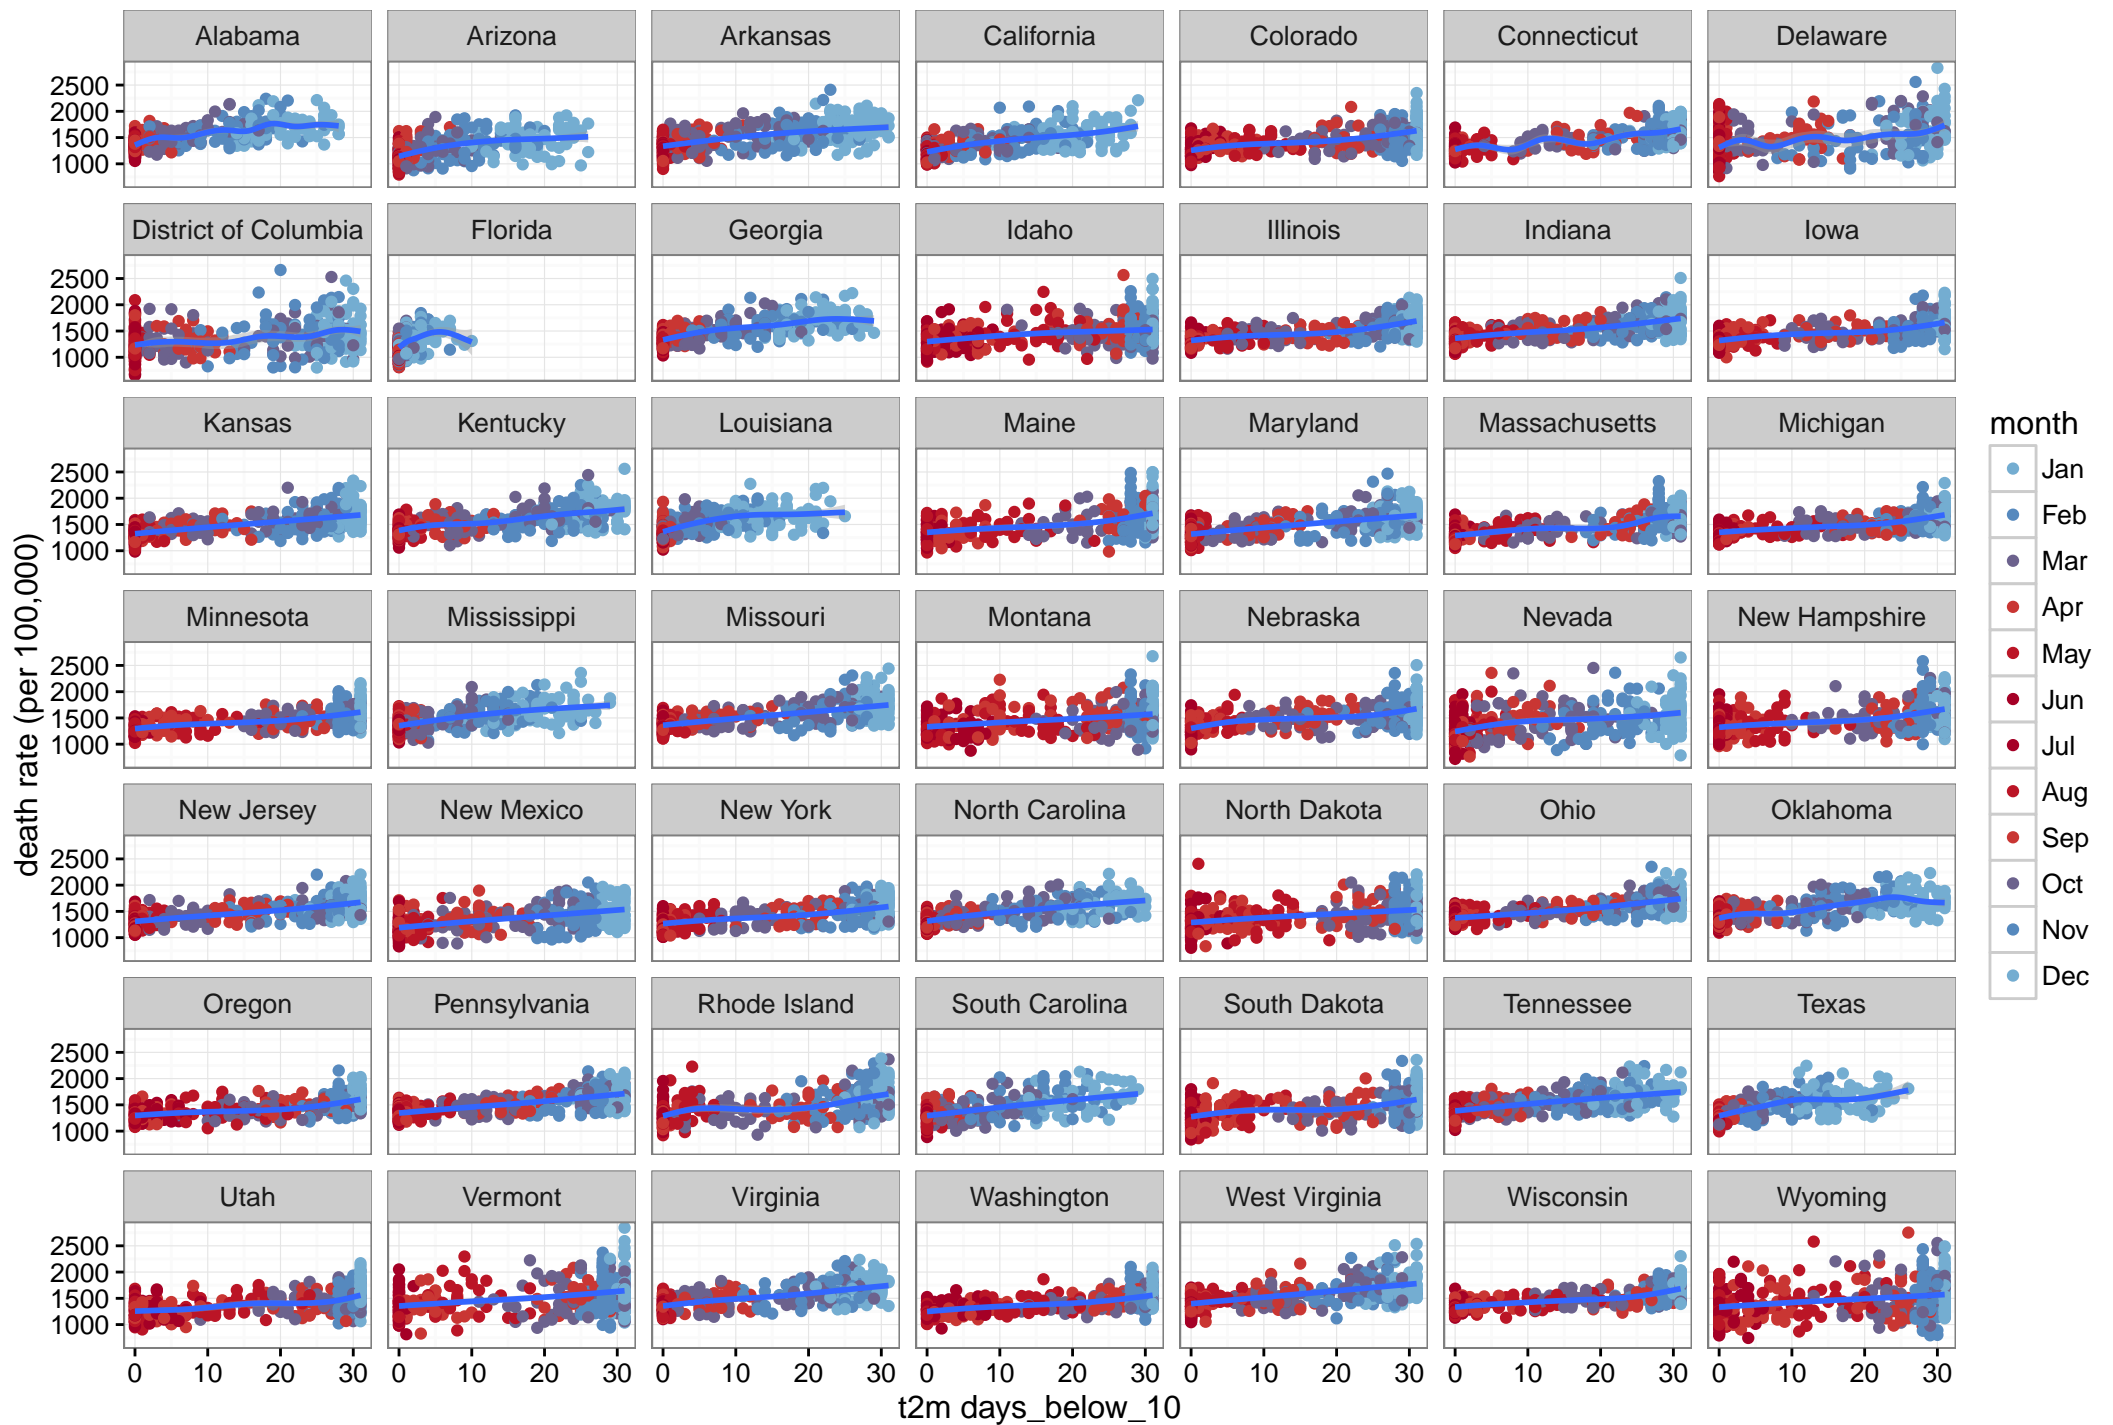 Alabama Arizona Arkansas California Colorado Connecticut Delaware
2500
2000
1500
1000
District of Columbia Florida Georgia Idaho Illinois Indiana Iowa
2500
2000
1500
1000
Kansas Kentucky Louisiana Maine Maryland Massachusetts Michigan
2500
2000
1500
1000
Minnesota Mississippi Missouri Montana Nebraska Nevada New Hampshire
2500
2000
1500
1000
New Jersey New Mexico New York North Carolina North Dakota Ohio Oklahoma
2500
2000
1500
1000
Oregon Pennsylvania Rhode Island South Carolina South Dakota Tennessee Texas
2500
2000
1500
1000
Utah Vermont Virginia Washington West Virginia Wisconsin Wyoming
2500
2000
1500
1000
0 10 20 30 0 10 20 30 0 10 20 30 0 10 20 30 0 10 20 30 0 10 20 30 0 10 20 30
t2m days_below_10
death rate (per 100,000)
month
Jan
Feb
Mar
Apr
May
Jun
Jul
Aug
Sep
Oct
Nov
Dec